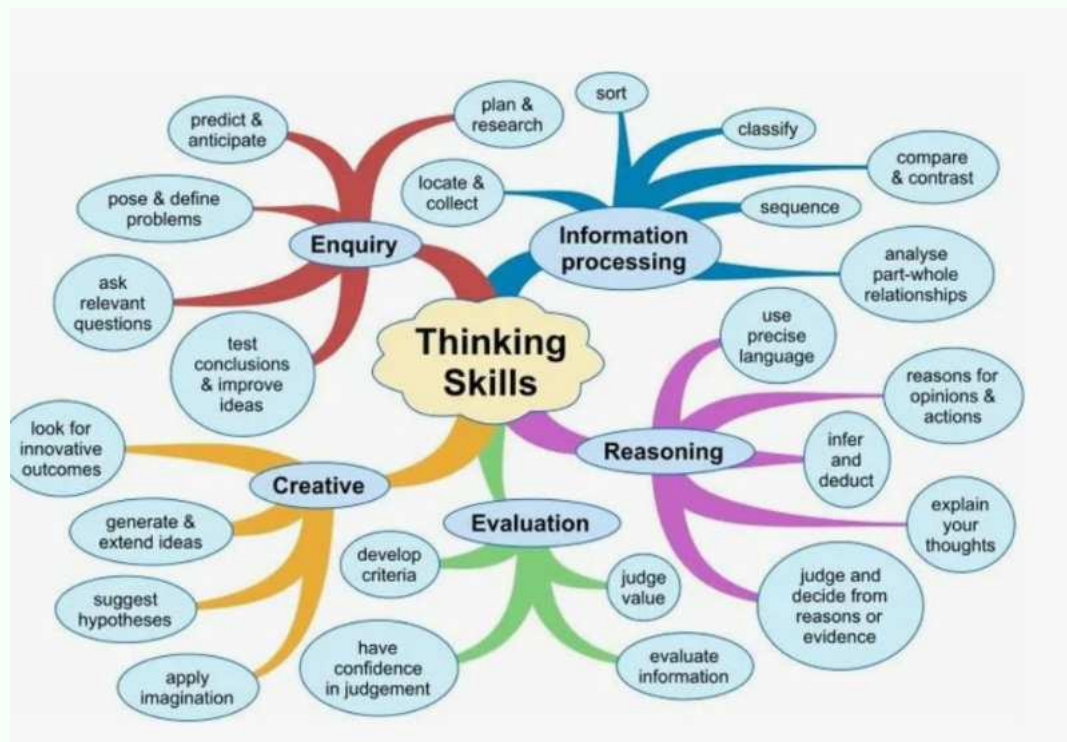 Thinking
Skills
Enquiry
predict &
anticipate
plan &
research
pose & define
problems
ask
relevant
questions
test
conclusions
& improve
ideas
Information
processing
sort
classify
locate &
collect
compare
& contrast
sequence
analyse
part-whole
relationships
Reasoning
use
precise
language
reasons for
opinions &
actions
infer
and
deduct
explain
your
thoughts
judge and
decide from
reasons or
evidence
Evaluation
develop
criteria
judge
value
have
confidence
in judgement
evaluate
information
Creative
look for
innovative
outcomes
generate &
extend ideas
suggest
hypotheses
apply
imagination